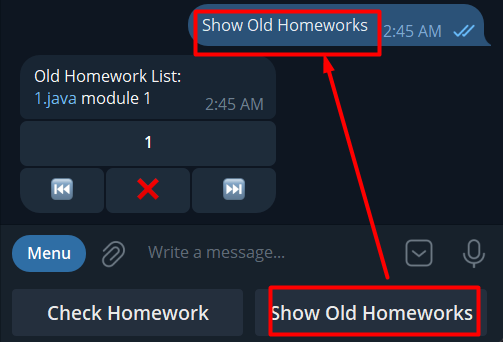 Show Old Homeworks
2:45 AM
Old Homework List:
1.java module 1
2:45 AM
1
Menu
Write a message...
Check Homework
Show Old Homeworks